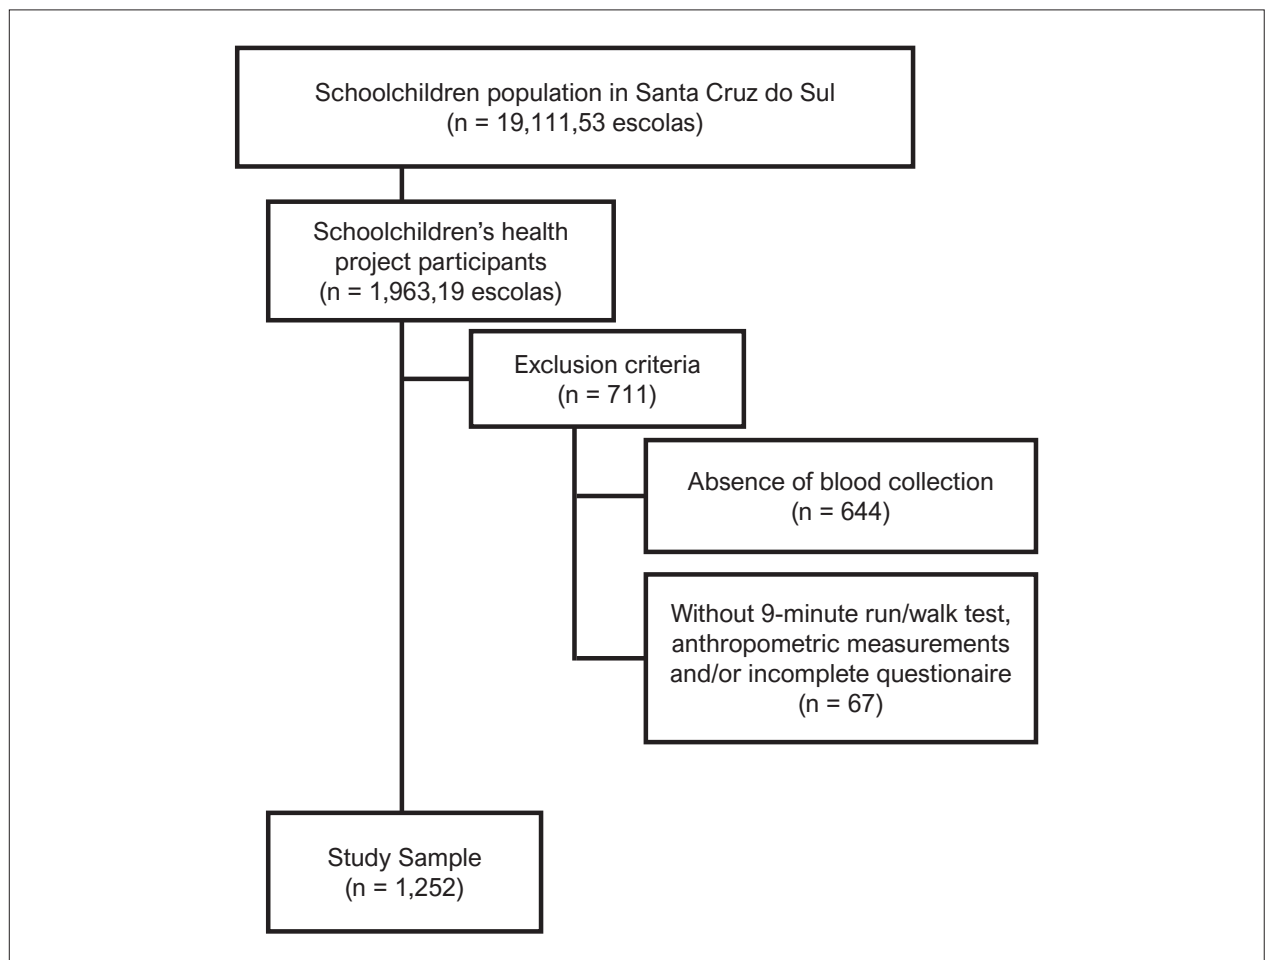 Schoolchildren population in Santa Cruz do Sul
(n = 19,111,53 escolas)
Schoolchildren’s health
project participants
(n = 1,963,19 escolas)
Exclusion criteria
(n = 711)
Absence of blood collection
(n = 644)
Without 9-minute run/walk test,
anthropometric measurements
and/or incomplete questionaire
(n = 67)
Study Sample
(n = 1,252)